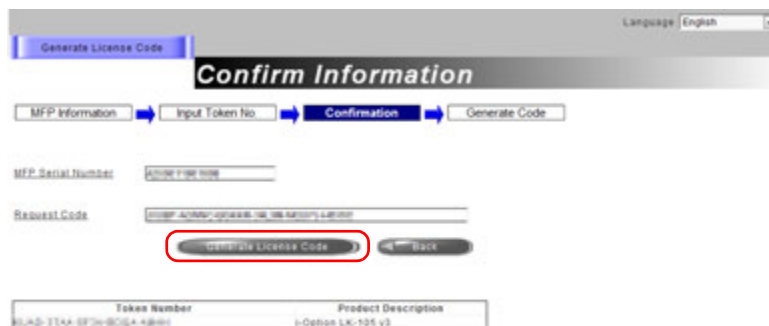 Language English
Generate License Code
Confirm Information
MFP Information Input Token No. Confirmation Generate Code
MFP Serial Number
Request Code
Generate License Code Back
Token Number Product Description
i-Option LK-105 v3